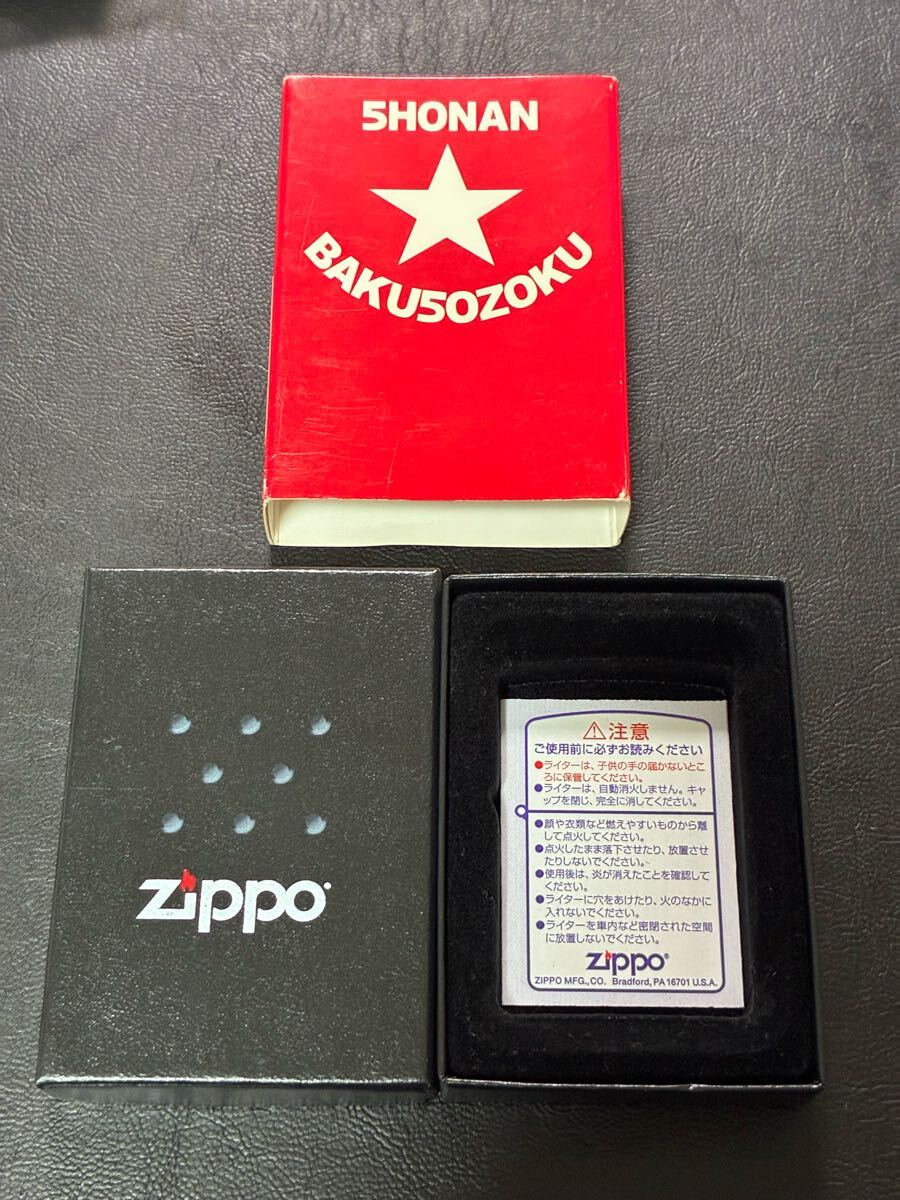 5HONAN
BAKU5OZOKU
zippo
⚠注意
ご使用前に必ずお読みください
●ライターは、子供の手の届かないとこ
ろに保管してください。
●ライターは、自動消火しません。キャ
ップを閉じ、完全に消してください。
●顔や衣類など燃えやすいものから離
して点火してください。
●点火したまま落下させたり、放置させ
たりしないでください。
●使用後は、炎が消えたことを確認して
ください。
●ライターに穴をあけたり、火のなかに
入れないでください。
●ライターを車内など密閉された空間
に放置しないでください。
zippo®
ZIPPO MFG.,CO. Bradford, PA 16701 U.S.A.